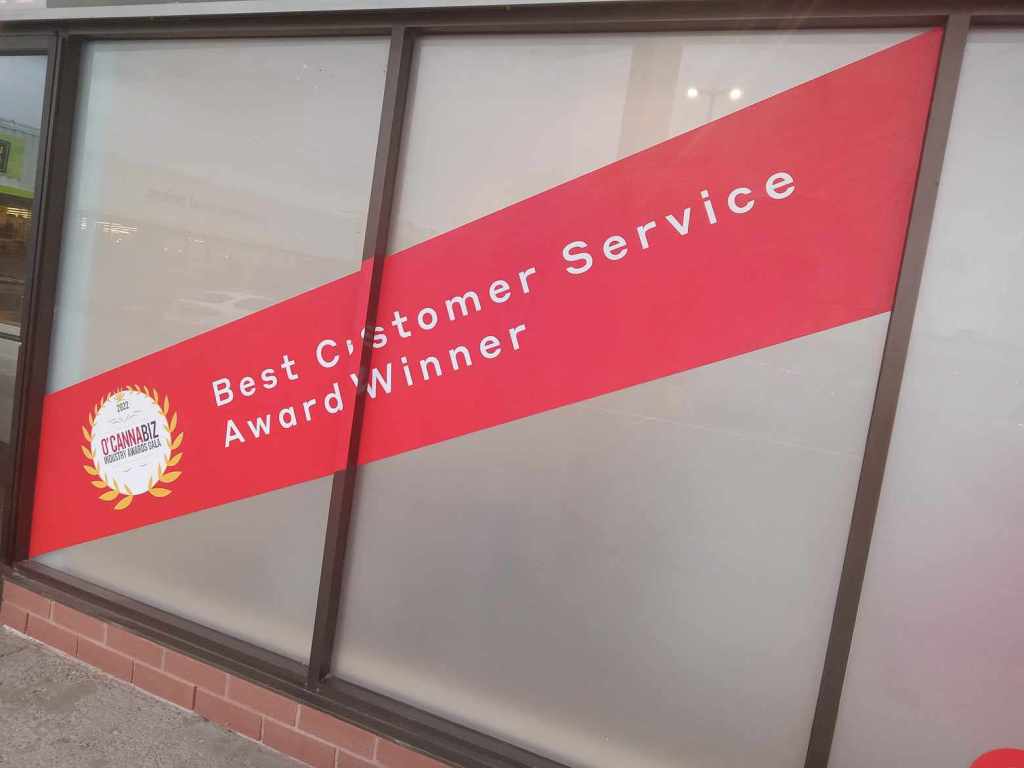 Best Customer Service
Award Winner
2022
O'CANNABIZ
INDUSTRY AWARDS GALA